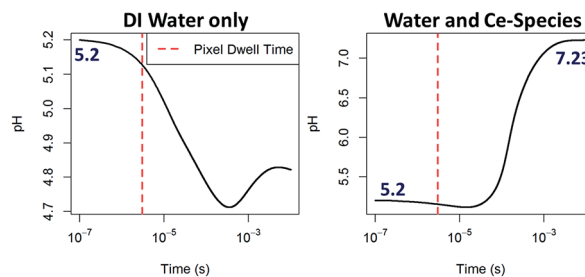 DI Water only
5.2
5.1
5.0
4.9
4.8
4.7
pH
5.2
Pixel Dwell Time
10⁻⁷
10⁻⁵
10⁻³
Time (s)
Water and Ce-Species
7.0
6.5
6.0
5.5
pH
7.23
5.2
10⁻⁷
10⁻⁵
10⁻³
Time (s)